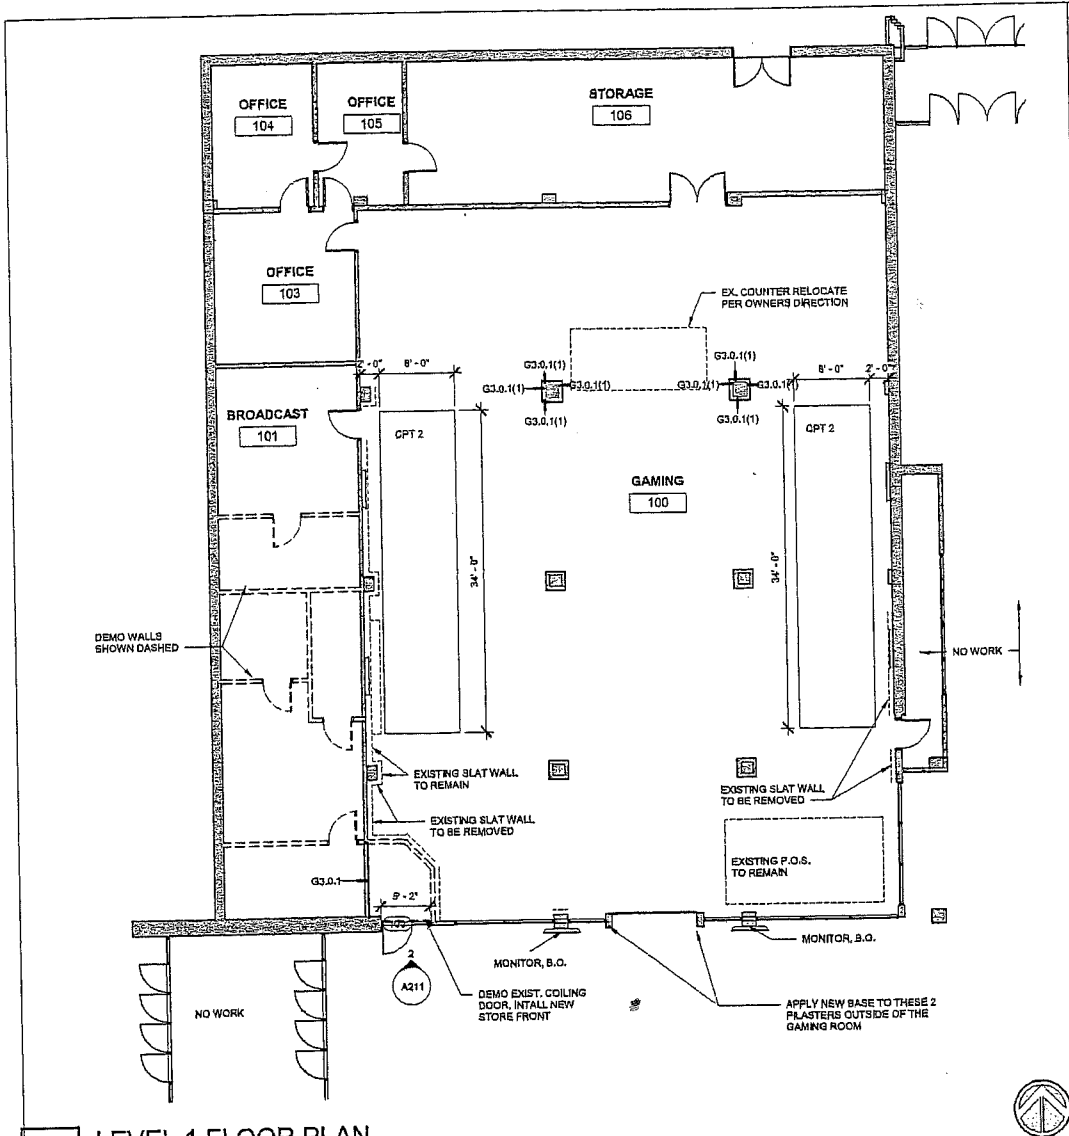 OFFICE
104
OFFICE
105
STORAGE
106
OFFICE
103
EX. COUNTER RELOCATE
PER OWNERS DIRECTION
2' - 0"
8' - 0"
G3.0.1(1)
G3.0.1(1)
G3.0.1(1)
G3.0.1(1)
G3.0.1(1)
G3.0.1(1)
G3.0.1(1)
8' - 0"
2' - 0"
BROADCAST
101
CPT 2
CPT 2
GAMING
100
34' - 0"
34' - 0"
DEMO WALLS
SHOWN DASHED
NO WORK
EXISTING SLAT WALL
TO REMAIN
EXISTING SLAT WALL
TO BE REMOVED
EXISTING SLAT WALL
TO BE REMOVED
EXISTING P.O.S.
TO REMAIN
G3.0.1
MONITOR, B.O.
MONITOR, B.O.
2
A211
DEMO EXIST. COILING
DOOR, INTALL NEW
STORE FRONT
APPLY NEW BASE TO THESE 2
PILASTERS OUTSIDE OF THE
GAMING ROOM
NO WORK
LEVEL 1 FLOOR PLAN